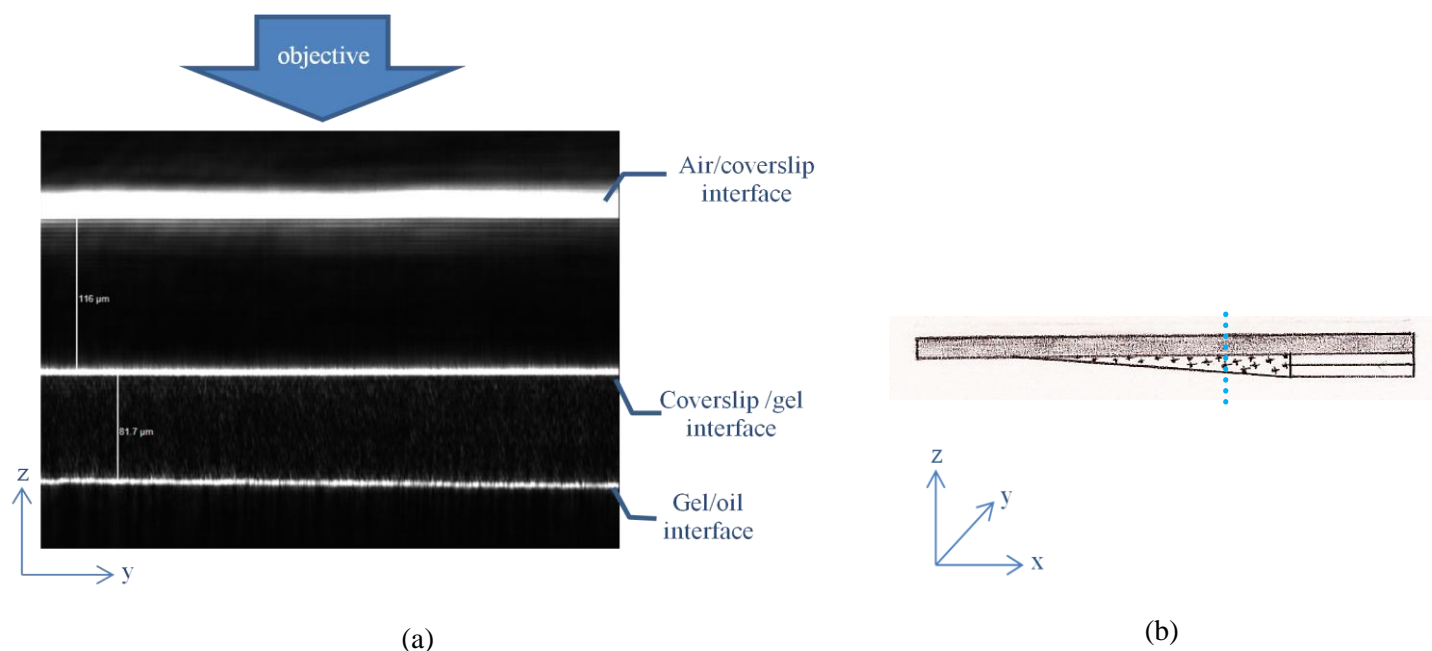 objective
Air/coverslip
interface
116 µm
Coverslip /gel
interface
81.7 µm
Gel/oil
interface
z
y
z
y
x
(a)
(b)